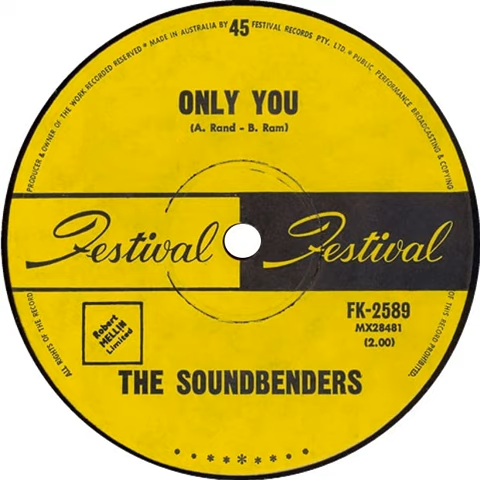 45
PRODUCER & OWNER OF THE WORK RECORDED RESERVED * MADE IN AUSTRALIA BY FESTIVAL RECORDS PTY. LTD. * PUBLIC PERFORMANCE BROADCASTING & COPYING
ONLY YOU
(A. Rand - B. Ram)
Festival Festival
FK-2589
MX28481
(2.00)
Robert
MELLIN
Limited
THE SOUNDBENDERS
ALL RIGHTS OF THE RECORD
OF THIS RECORD PROHIBITED.